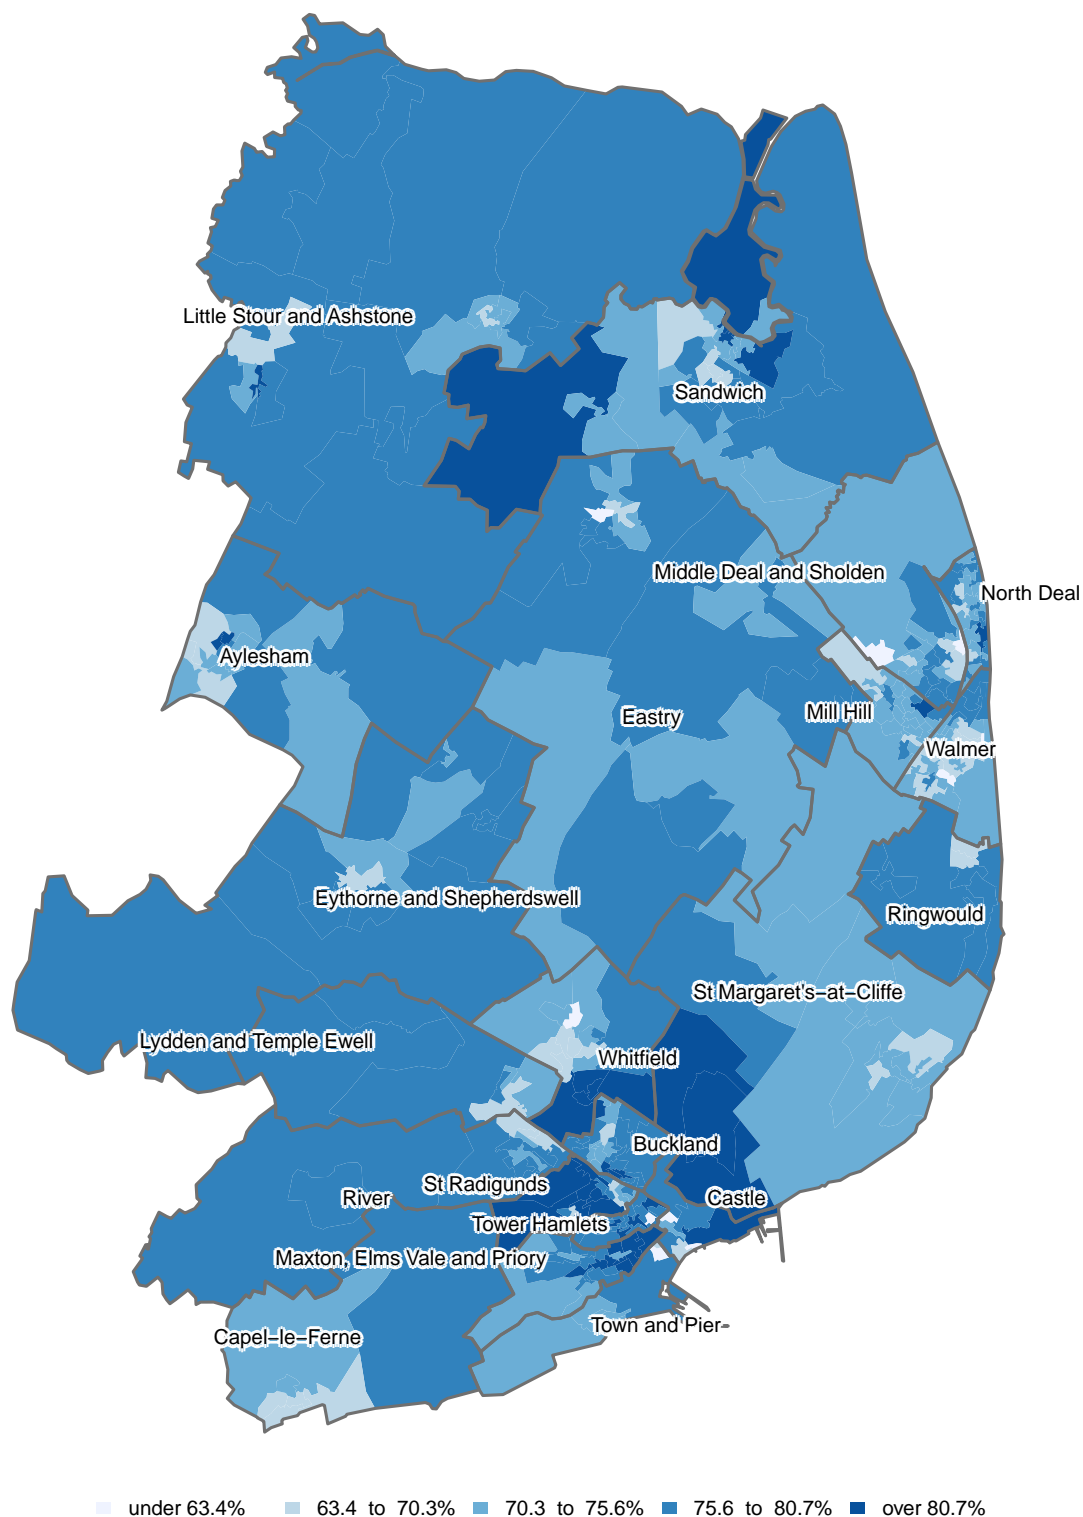 Little Stour and Ashstone
Sandwich
Middle Deal and Sholden
North Deal
Aylesham
Mill Hill
Eastry
Walmer
Eythorne and Shepherdswell
Ringwould
St Margaret's−at−Cliffe
Lydden and Temple Ewell
Whitfield
Buckland
St Radigunds
River
Castle
Tower Hamlets
Maxton, Elms Vale and Priory
Town and Pier
Capel−le−Ferne
under 63.4% 63.4 to 70.3% 70.3 to 75.6% 75.6 to 80.7% over 80.7%